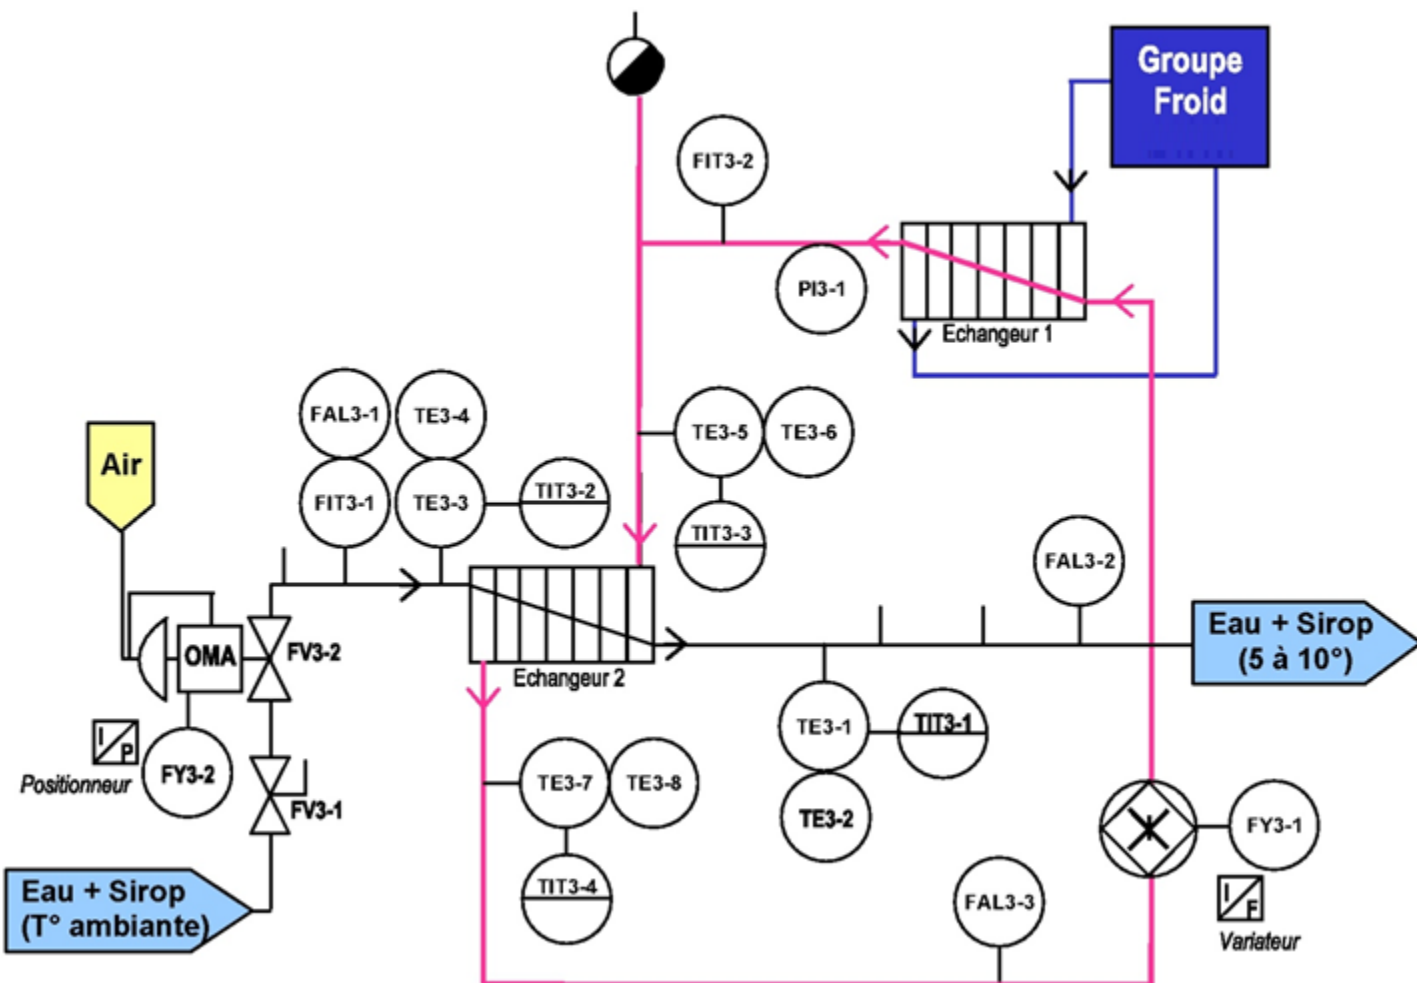 Groupe
Froid
FIT3-2
PI3-1
Echangeur 1
FAL3-1
TE3-4
TE3-5
TE3-6
Air
FIT3-1
TE3-3
TIT3-2
TIT3-3
FAL3-2
OMA
FV3-2
Echangeur 2
Eau + Sirop
(5 à 10°)
I
P
Positionneur
FY3-2
FV3-1
TE3-7
TE3-8
TE3-1
TIT3-1
TE3-2
FY3-1
Eau + Sirop
(T° ambiante)
TIT3-4
FAL3-3
I
F
Variateur